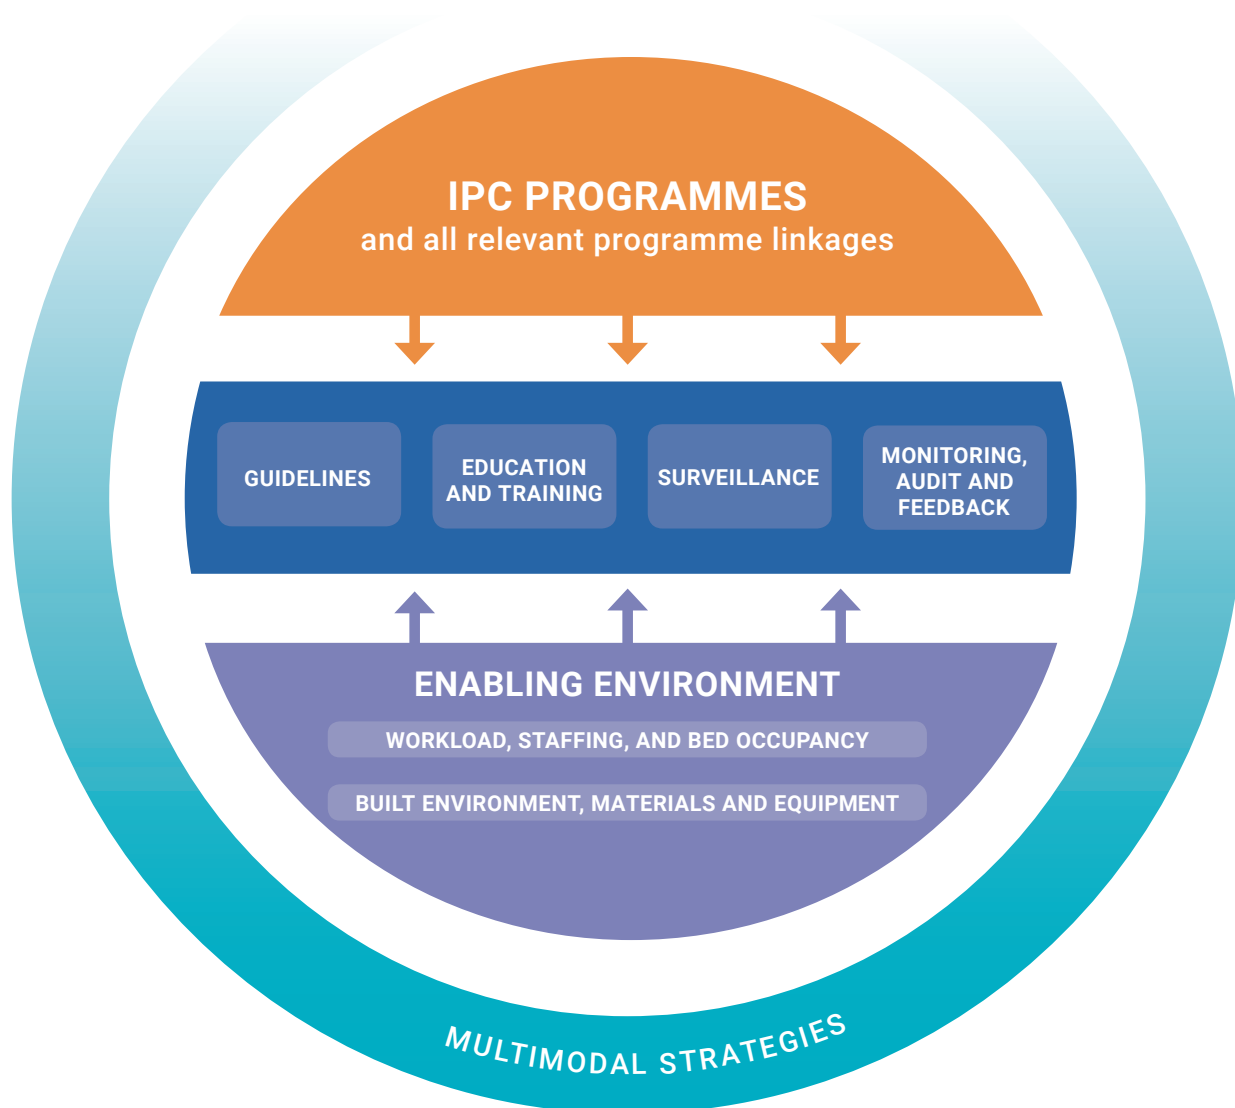 IPC PROGRAMMES
and all relevant programme linkages
GUIDELINES
EDUCATION
AND TRAINING
SURVEILLANCE
MONITORING,
AUDIT AND
FEEDBACK
ENABLING ENVIRONMENT
WORKLOAD, STAFFING, AND BED OCCUPANCY
BUILT ENVIRONMENT, MATERIALS AND EQUIPMENT
MULTIMODAL STRATEGIES